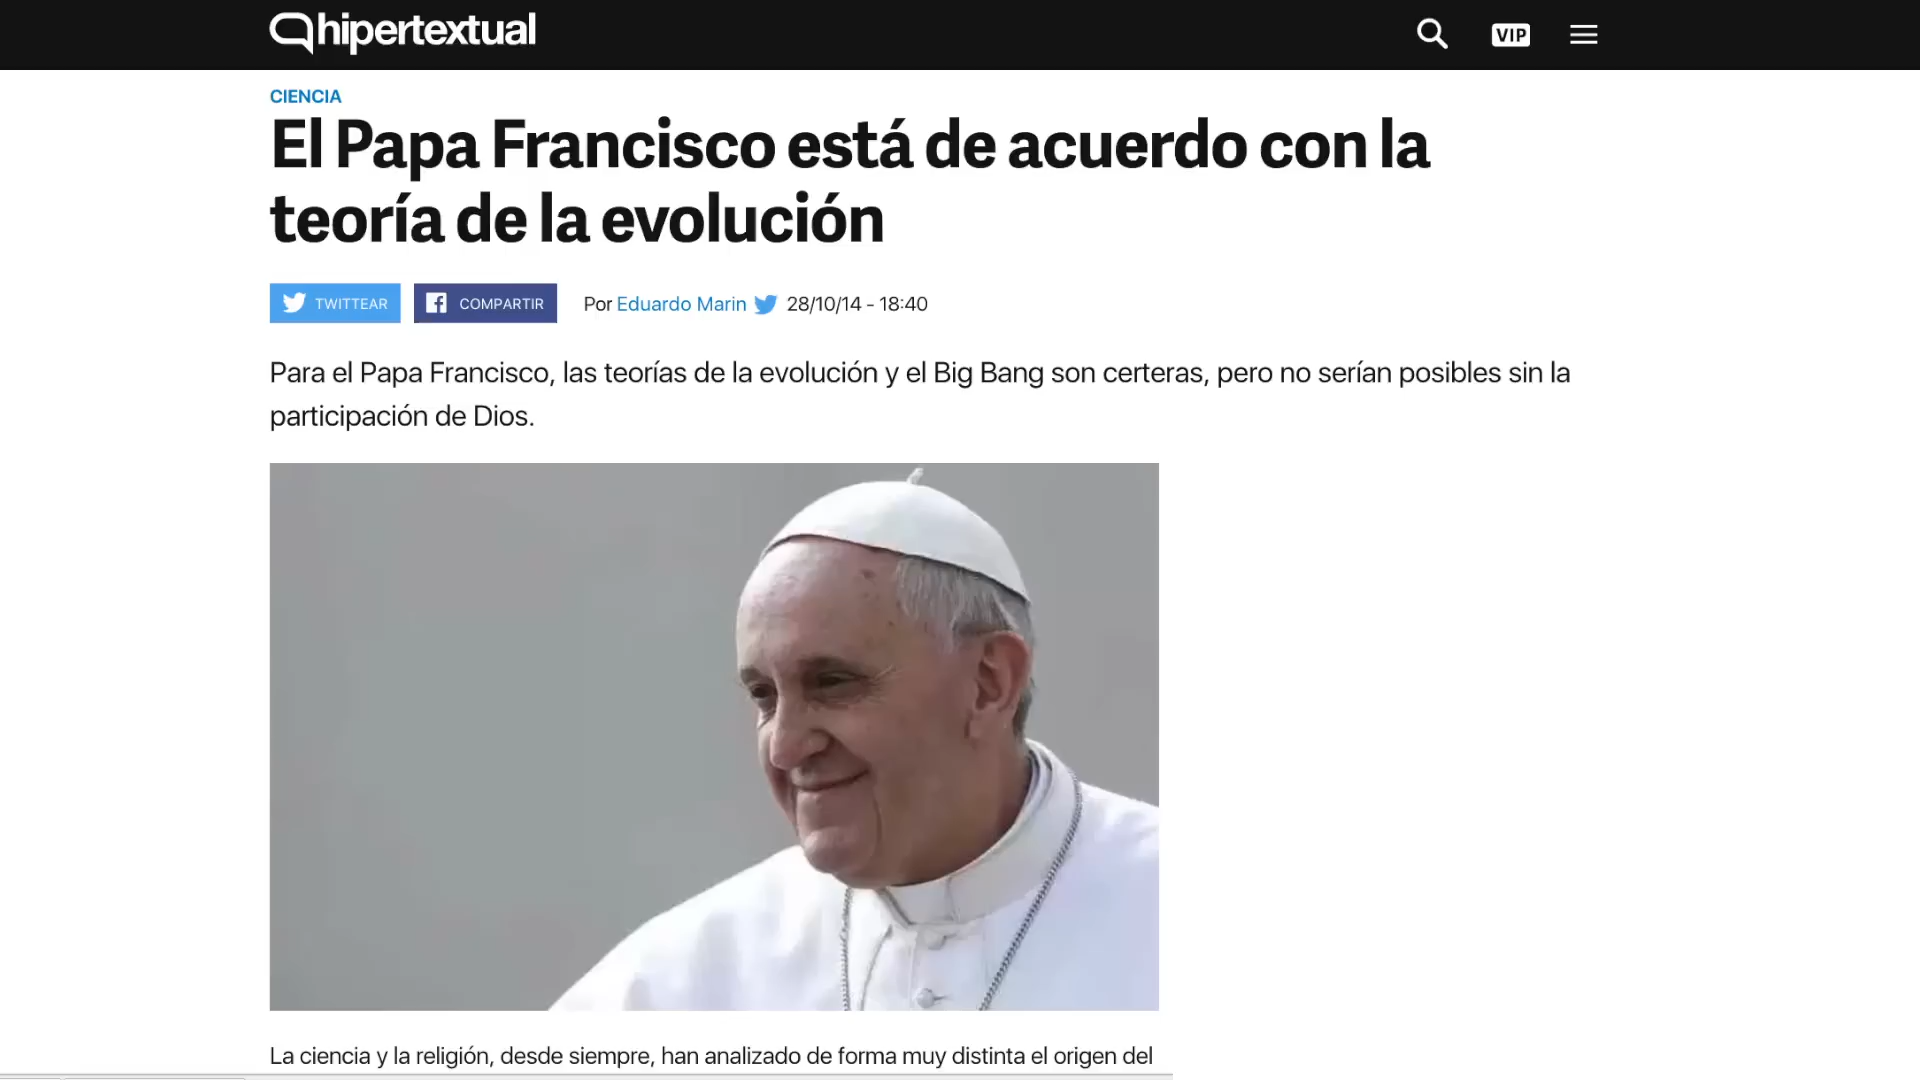 hipertextual
VIP
CIENCIA
El Papa Francisco está de acuerdo con la
teoría de la evolución
TWITTEAR
COMPARTIR
Por Eduardo Marin 28/10/14 - 18:40
Para el Papa Francisco, las teorías de la evolución y el Big Bang son certeras, pero no serían posibles sin la
participación de Dios.
La ciencia y la religión, desde siempre, han analizado de forma muy distinta el origen del